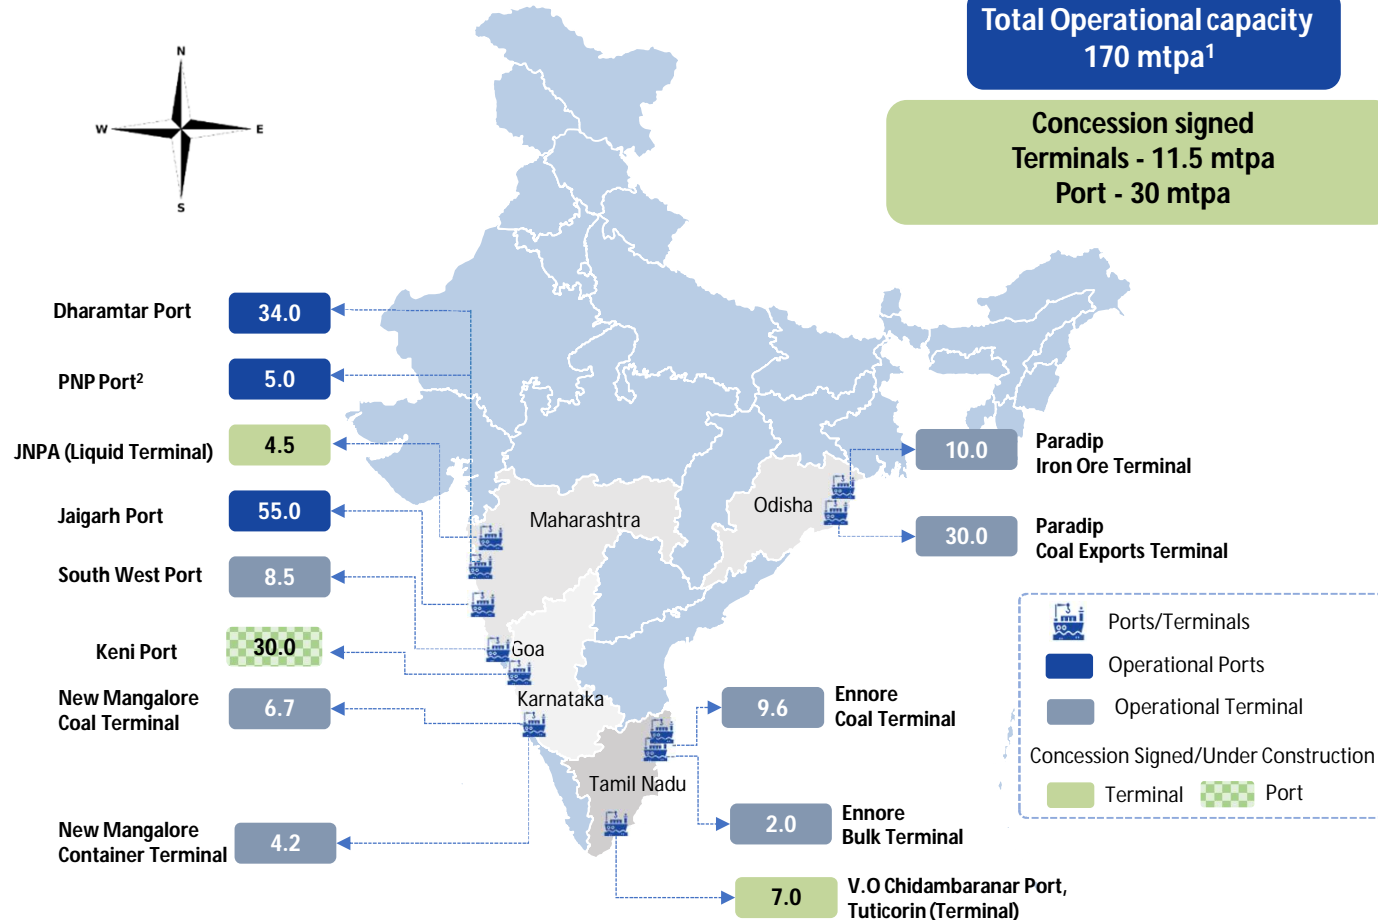 Total Operational capacity
170 mtpa¹
Concession signed
Terminals - 11.5 mtpa
Port - 30 mtpa
N
W
E
S
Dharamtar Port
34.0
PNP Port²
5.0
JNPA (Liquid Terminal)
4.5
Jaigarh Port
55.0
South West Port
8.5
Keni Port
30.0
New Mangalore
Coal Terminal
6.7
New Mangalore
Container Terminal
4.2
Maharashtra
Odisha
Goa
Karnataka
Tamil Nadu
10.0
Paradip
Iron Ore Terminal
30.0
Paradip
Coal Exports Terminal
9.6
Ennore
Coal Terminal
2.0
Ennore
Bulk Terminal
7.0
V.O Chidambaranar Port,
Tuticorin (Terminal)
Ports/Terminals
Operational Ports
Operational Terminal
Concession Signed/Under Construction
Terminal
Port